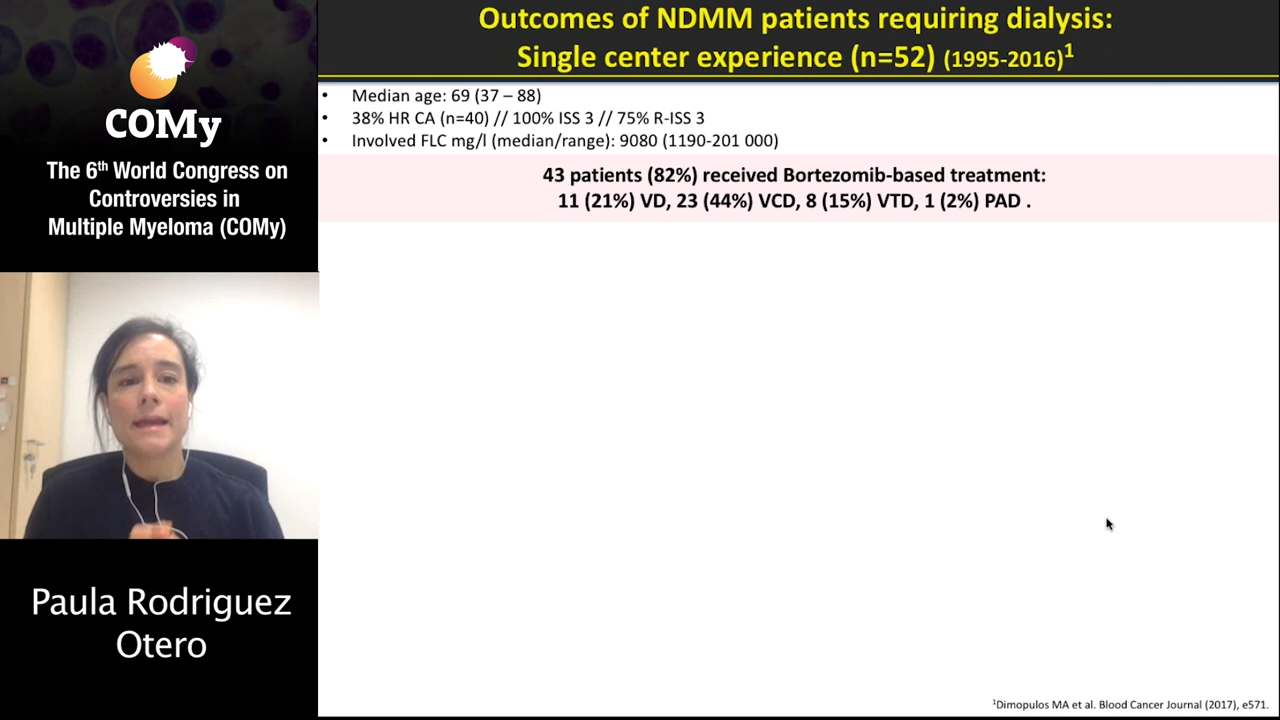 COMy
The 6th World Congress on
Controversies in
Multiple Myeloma (COMy)
Paula Rodriguez
Otero
Outcomes of NDMM patients requiring dialysis:
Single center experience (n=52) (1995-2016)¹
• Median age: 69 (37 – 88)
• 38% HR CA (n=40) // 100% ISS 3 // 75% R-ISS 3
• Involved FLC mg/l (median/range): 9080 (1190-201 000)
43 patients (82%) received Bortezomib-based treatment:
11 (21%) VD, 23 (44%) VCD, 8 (15%) VTD, 1 (2%) PAD .
¹Dimopulos MA et al. Blood Cancer Journal (2017), e571.